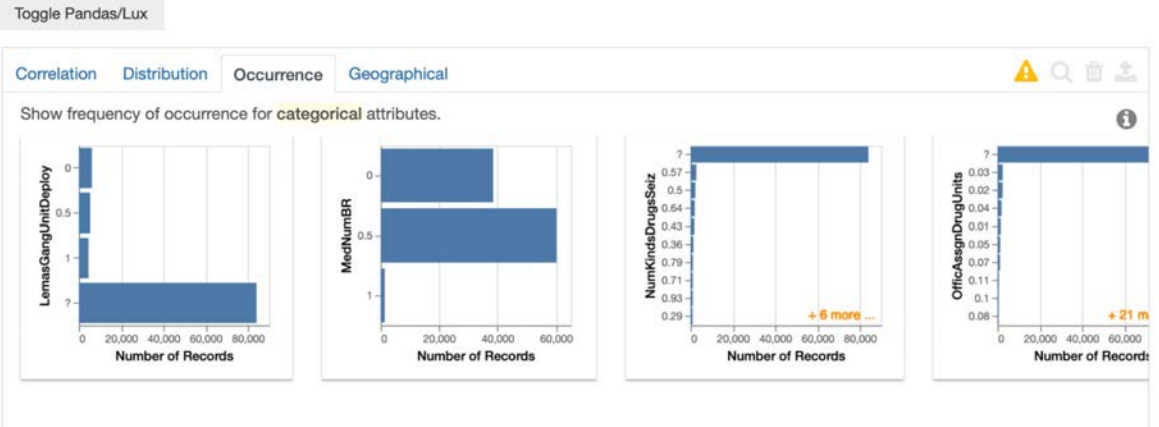 Toggle Pandas/Lux
Correlation Distribution Occurrence Geographical
Show frequency of occurrence for categorical attributes.
LemasGangUnitDeploy
0
0.5
1
?
0 20,000 40,000 60,000 80,000
Number of Records
MedNumBR
0
0.5
1
0 20,000 40,000 60,000
Number of Records
NumKindsDrugsSeiz
?
0.57
0.5
0.64
0.43
0.36
0.79
0.71
0.93
0.29
+ 6 more ...
0 20,000 40,000 60,000 80,000
Number of Records
OfficAssgnDrugUnits
?
0.03
0.02
0.04
0.01
0.05
0.07
0.11
0.1
0.08
+ 21 m
0 20,000 40,000 60,000
Number of Records